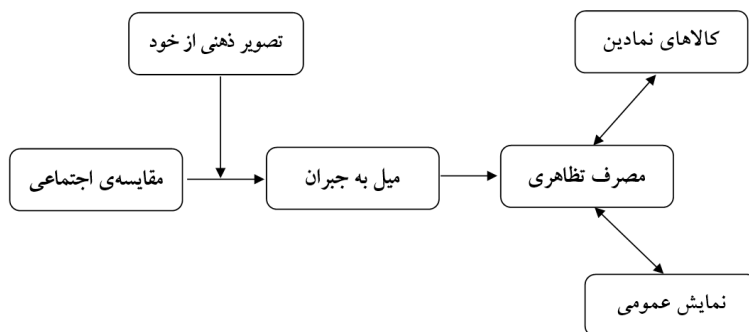 تصویر ذهنی از خود
کالاهای نمادین
مقایسه‌ی اجتماعی
میل به جبران
مصرف تظاهری
نمایش عمومی